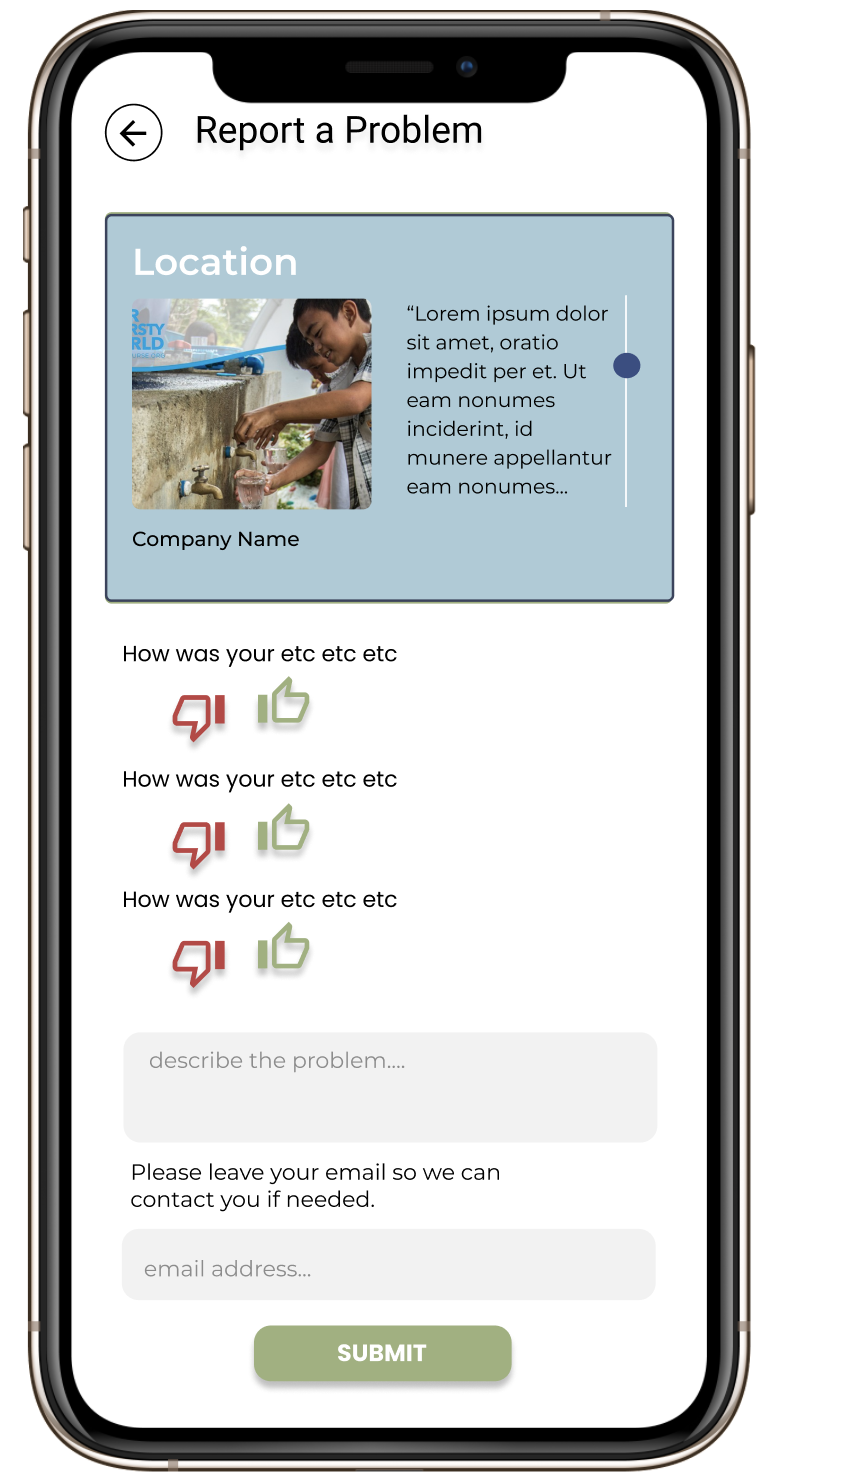 Report a Problem
Location
RSTY
RLD
“Lorem ipsum dolor
sit amet, oratio
impedit per et. Ut
eam nonumes
inciderint, id
munere appellantur
eam nonumes...
Company Name
How was your etc etc etc
How was your etc etc etc
How was your etc etc etc
describe the problem....
Please leave your email so we can
contact you if needed.
email address...
SUBMIT